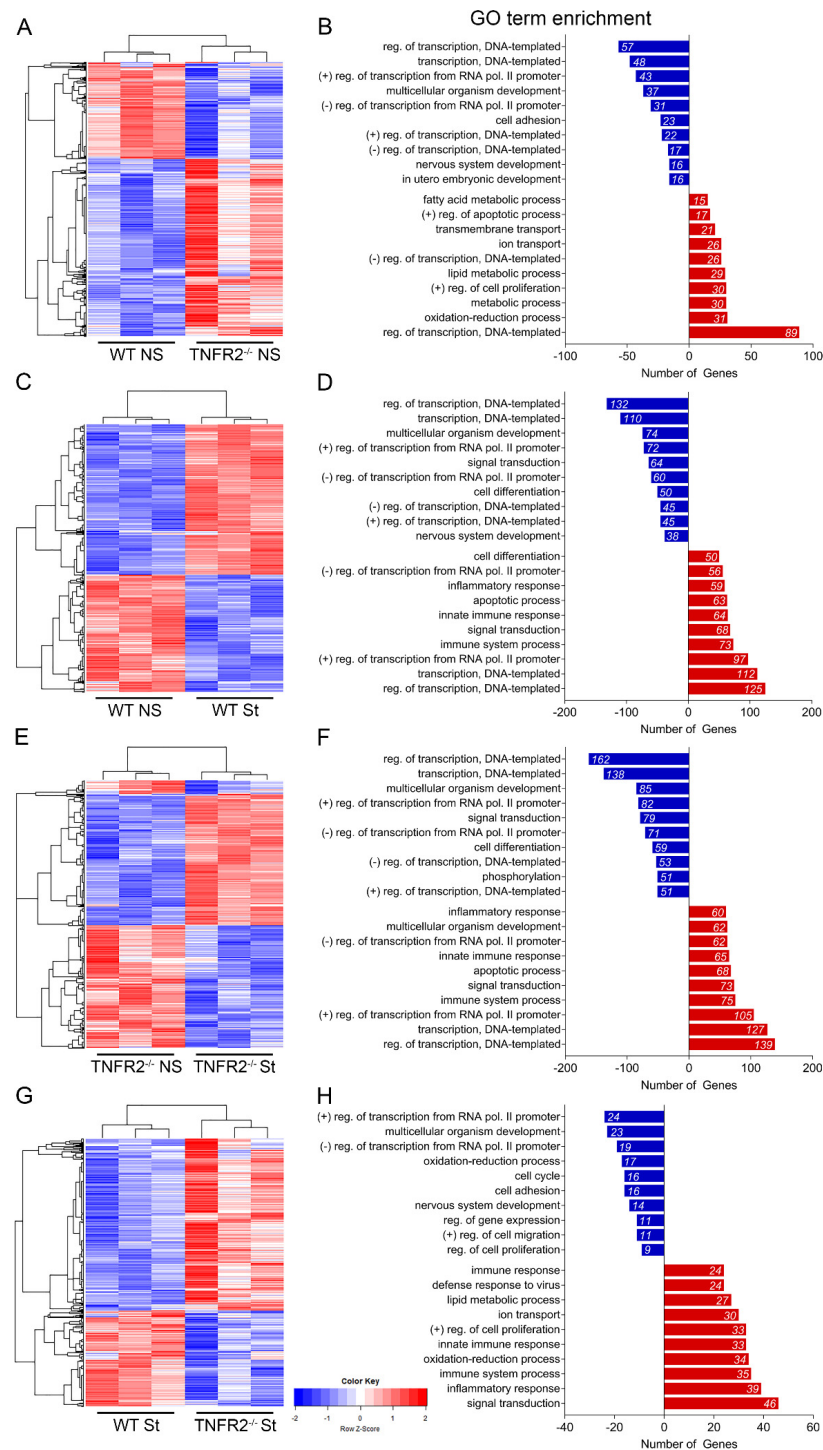 GO term enrichment
A
WT NS TNFR2-/- NS
B
reg. of transcription, DNA-templated 57
transcription, DNA-templated 48
(+) reg. of transcription from RNA pol. II promoter 43
multicellular organism development 37
(-) reg. of transcription from RNA pol. II promoter 31
cell adhesion 23
(+) reg. of transcription, DNA-templated 22
(-) reg. of transcription, DNA-templated 17
nervous system development 16
in utero embryonic development 16
fatty acid metabolic process 15
(+) reg. of apoptotic process 17
transmembrane transport 21
ion transport 26
(-) reg. of transcription, DNA-templated 26
lipid metabolic process 29
(+) reg. of cell proliferation 30
metabolic process 30
oxidation-reduction process 31
reg. of transcription, DNA-templated 89
-100 -50 0 50 100
Number of Genes
C
WT NS WT St
D
reg. of transcription, DNA-templated 132
transcription, DNA-templated 110
multicellular organism development 74
(+) reg. of transcription from RNA pol. II promoter 72
signal transduction 64
(-) reg. of transcription from RNA pol. II promoter 60
cell differentiation 50
(-) reg. of transcription, DNA-templated 45
(+) reg. of transcription, DNA-templated 45
nervous system development 38
cell differentiation 50
(-) reg. of transcription from RNA pol. II promoter 56
inflammatory response 59
apoptotic process 63
innate immune response 64
signal transduction 68
immune system process 73
(+) reg. of transcription from RNA pol. II promoter 97
transcription, DNA-templated 112
reg. of transcription, DNA-templated 125
-200 -100 0 100 200
Number of Genes
E
TNFR2-/- NS TNFR2-/- St
F
reg. of transcription, DNA-templated 162
transcription, DNA-templated 138
multicellular organism development 85
(+) reg. of transcription from RNA pol. II promoter 82
signal transduction 79
(-) reg. of transcription from RNA pol. II promoter 71
cell differentiation 59
(-) reg. of transcription, DNA-templated 53
phosphorylation 51
(+) reg. of transcription, DNA-templated 51
inflammatory response 60
multicellular organism development 62
(-) reg. of transcription from RNA pol. II promoter 62
innate immune response 65
apoptotic process 68
signal transduction 73
immune system process 75
(+) reg. of transcription from RNA pol. II promoter 105
transcription, DNA-templated 127
reg. of transcription, DNA-templated 139
-200 -100 0 100 200
Number of Genes
G
WT St TNFR2-/- St
Color Key
-2 -1 0 1 2
Row Z-Score
H
(+) reg. of transcription from RNA pol. II promoter 24
multicellular organism development 23
(-) reg. of transcription from RNA pol. II promoter 19
oxidation-reduction process 17
cell cycle 16
cell adhesion 16
nervous system development 14
reg. of gene expression 11
(+) reg. of cell migration 11
reg. of cell proliferation 9
immune response 24
defense response to virus 24
lipid metabolic process 27
ion transport 30
(+) reg. of cell proliferation 33
innate immune response 33
oxidation-reduction process 34
immune system process 35
inflammatory response 39
signal transduction 46
-40 -20 0 20 40 60
Number of Genes